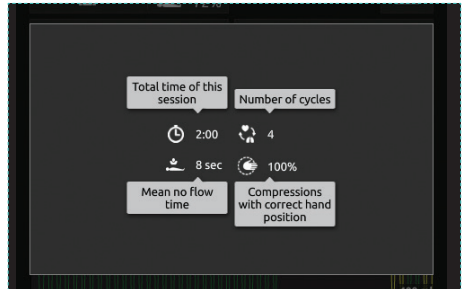 Total time of this
session
Number of cycles
2:00
4
8 sec
100%
Mean no flow
time
Compressions
with correct hand
position